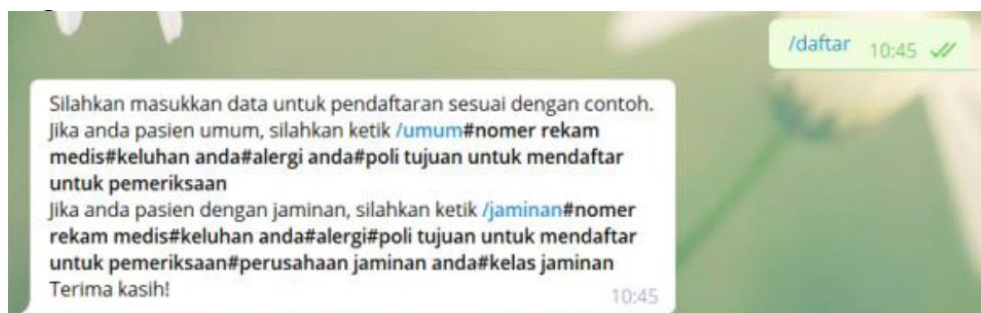 /daftar 10:45
Silahkan masukkan data untuk pendaftaran sesuai dengan contoh.
Jika anda pasien umum, silahkan ketik /umum#nomer rekam
medis#keluhan anda#alergi anda#poli tujuan untuk mendaftar
untuk pemeriksaan
Jika anda pasien dengan jaminan, silahkan ketik /jaminan#nomer
rekam medis#keluhan anda#alergi#poli tujuan untuk mendaftar
untuk pemeriksaan#perusahaan jaminan anda#kelas jaminan
Terima kasih!
10:45